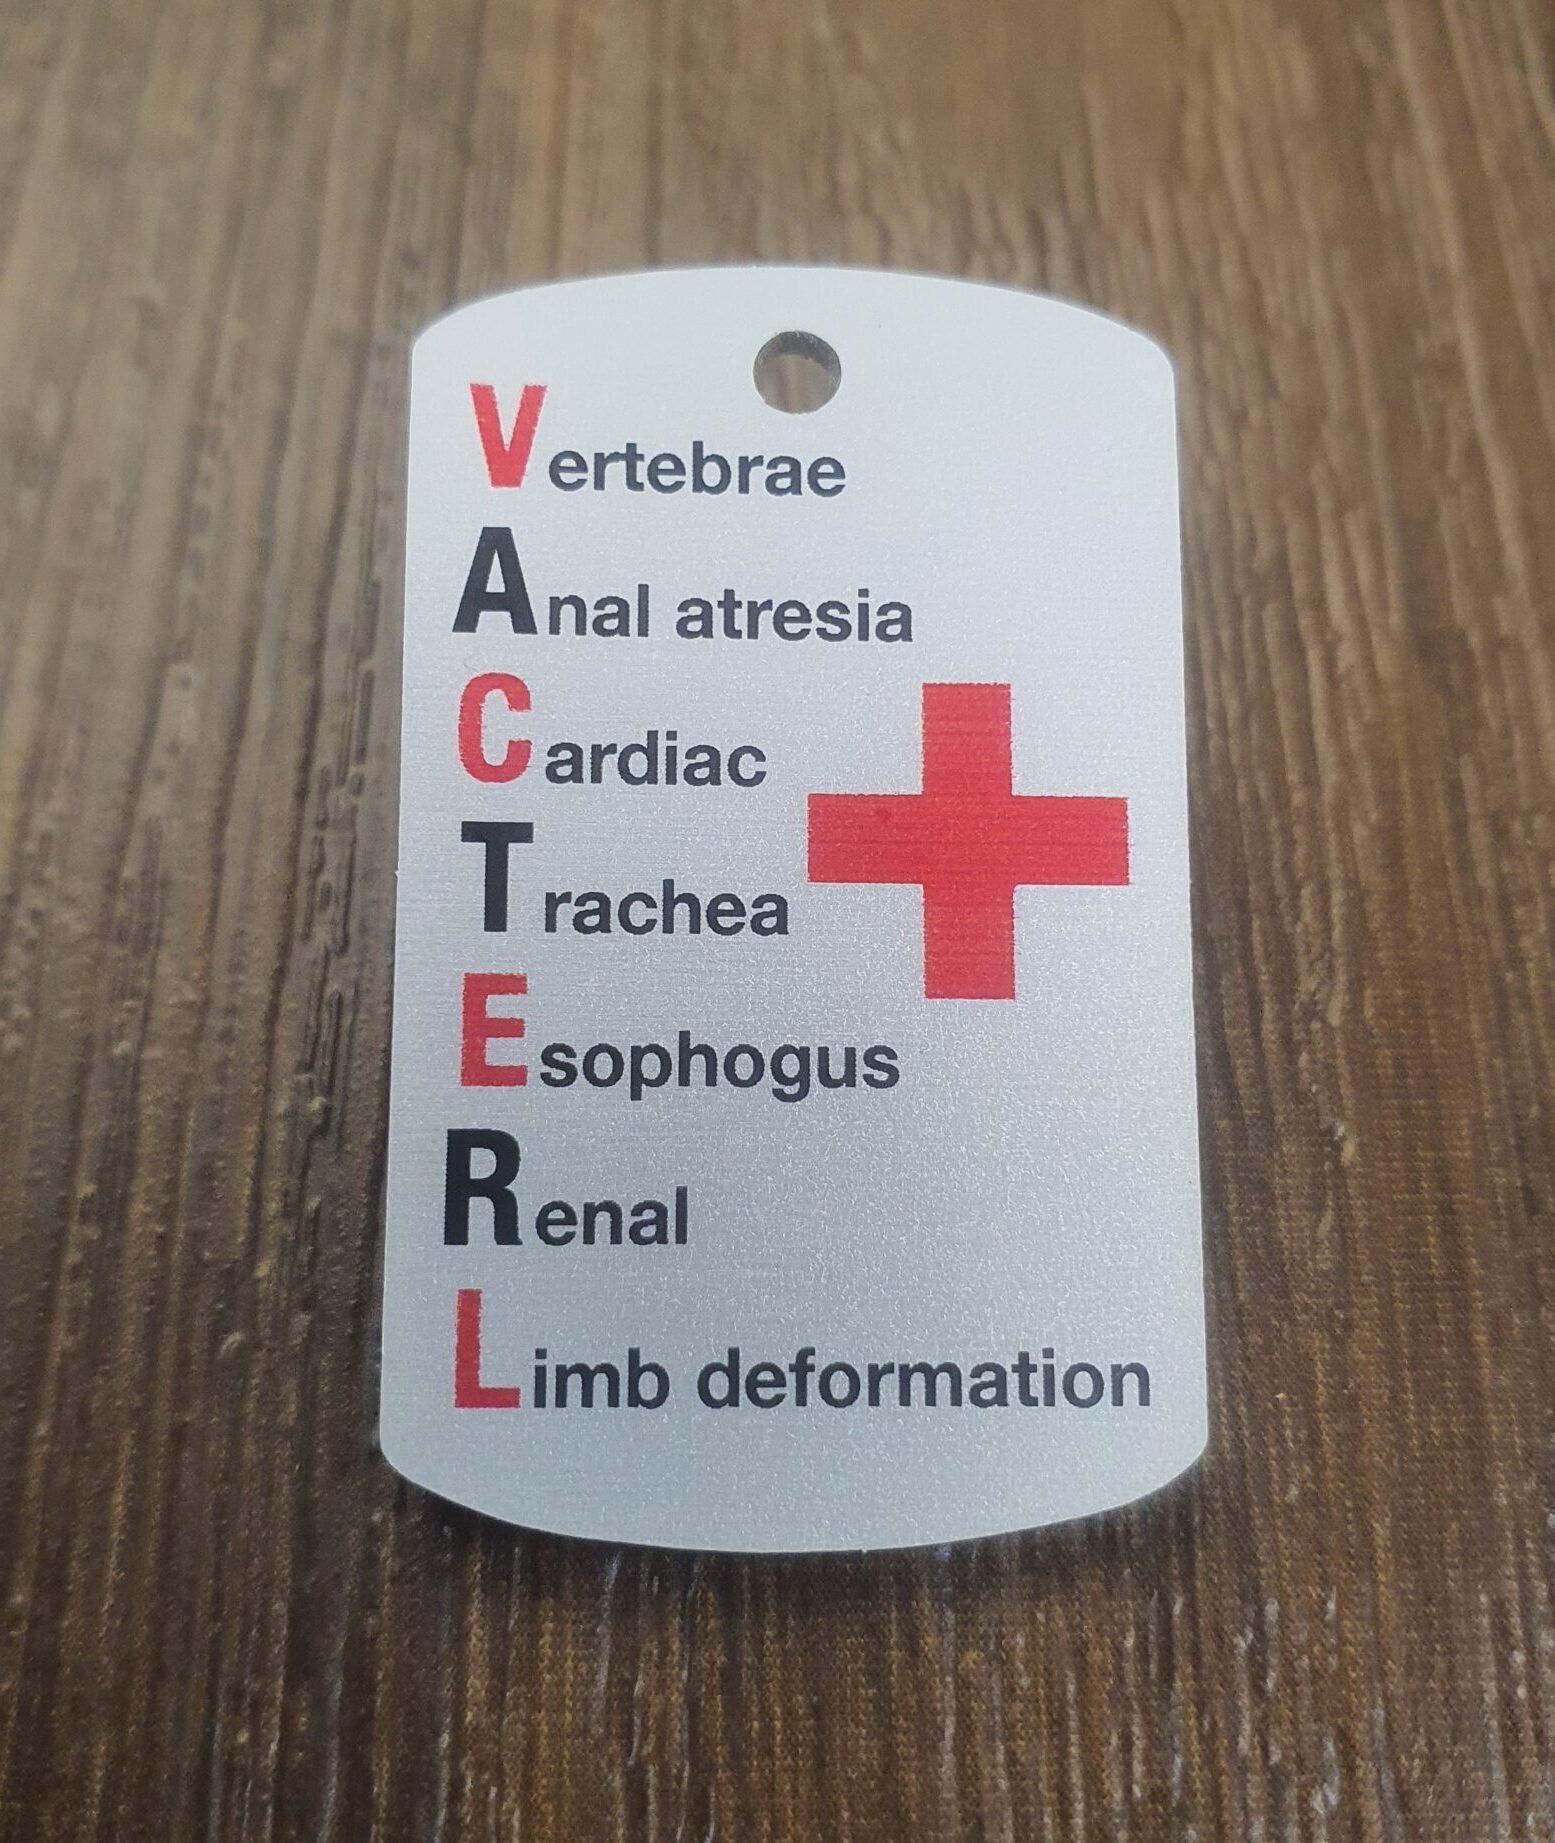 Vertebrae
Anal atresia
Cardiac
Trachea
Esophogus
Renal
Limb deformation